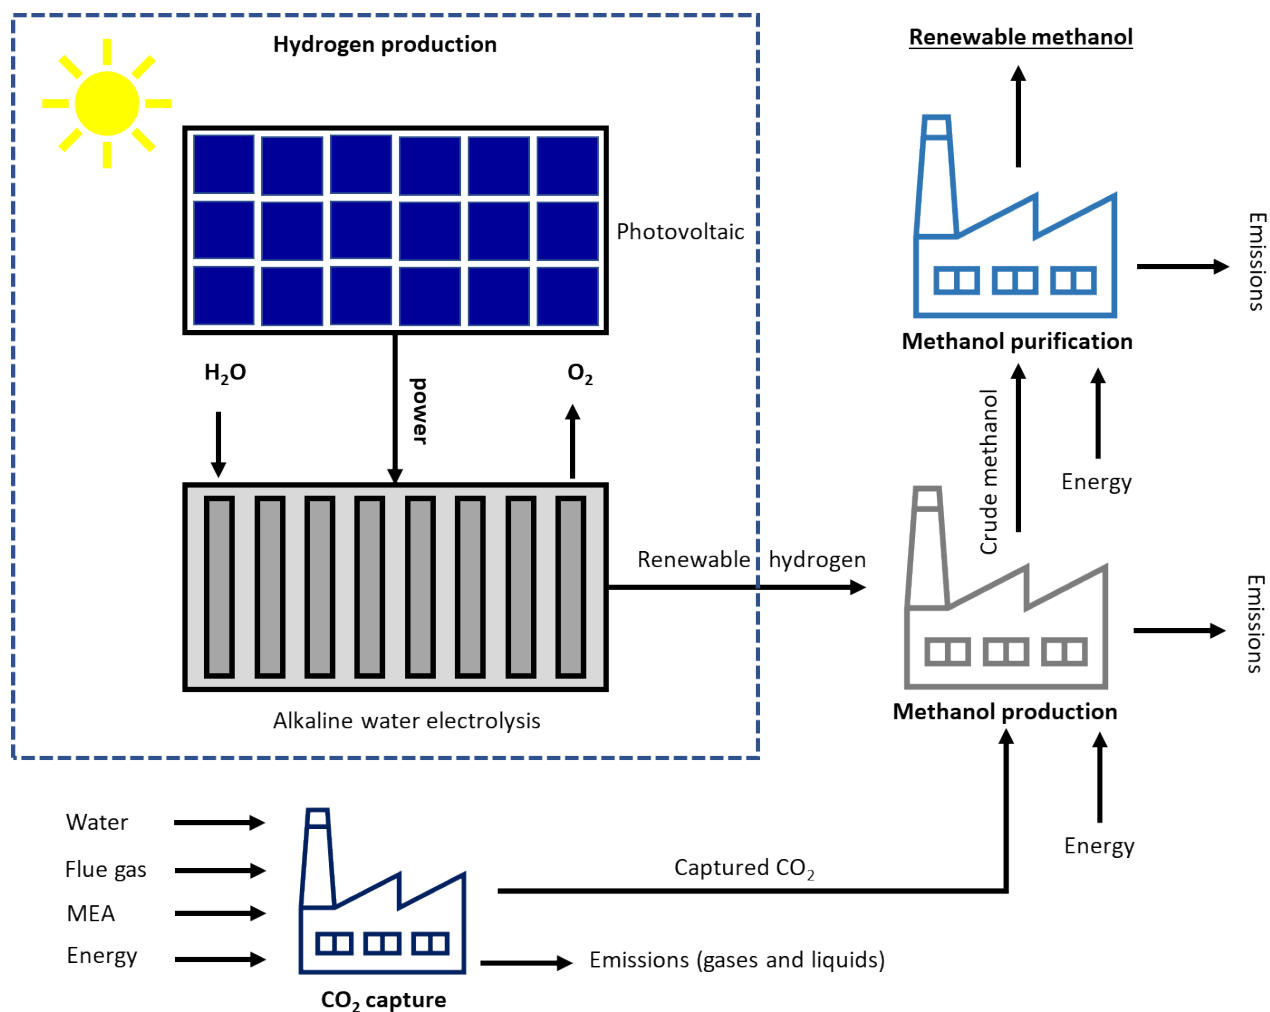 Hydrogen production
Renewable methanol
Photovoltaic
Emissions
Methanol purification
H₂O
O₂
power
Crude methanol
Energy
Renewable hydrogen
Emissions
Alkaline water electrolysis
Methanol production
Water
Flue gas
MEA
Energy
Captured CO₂
Energy
Emissions (gases and liquids)
CO₂ capture